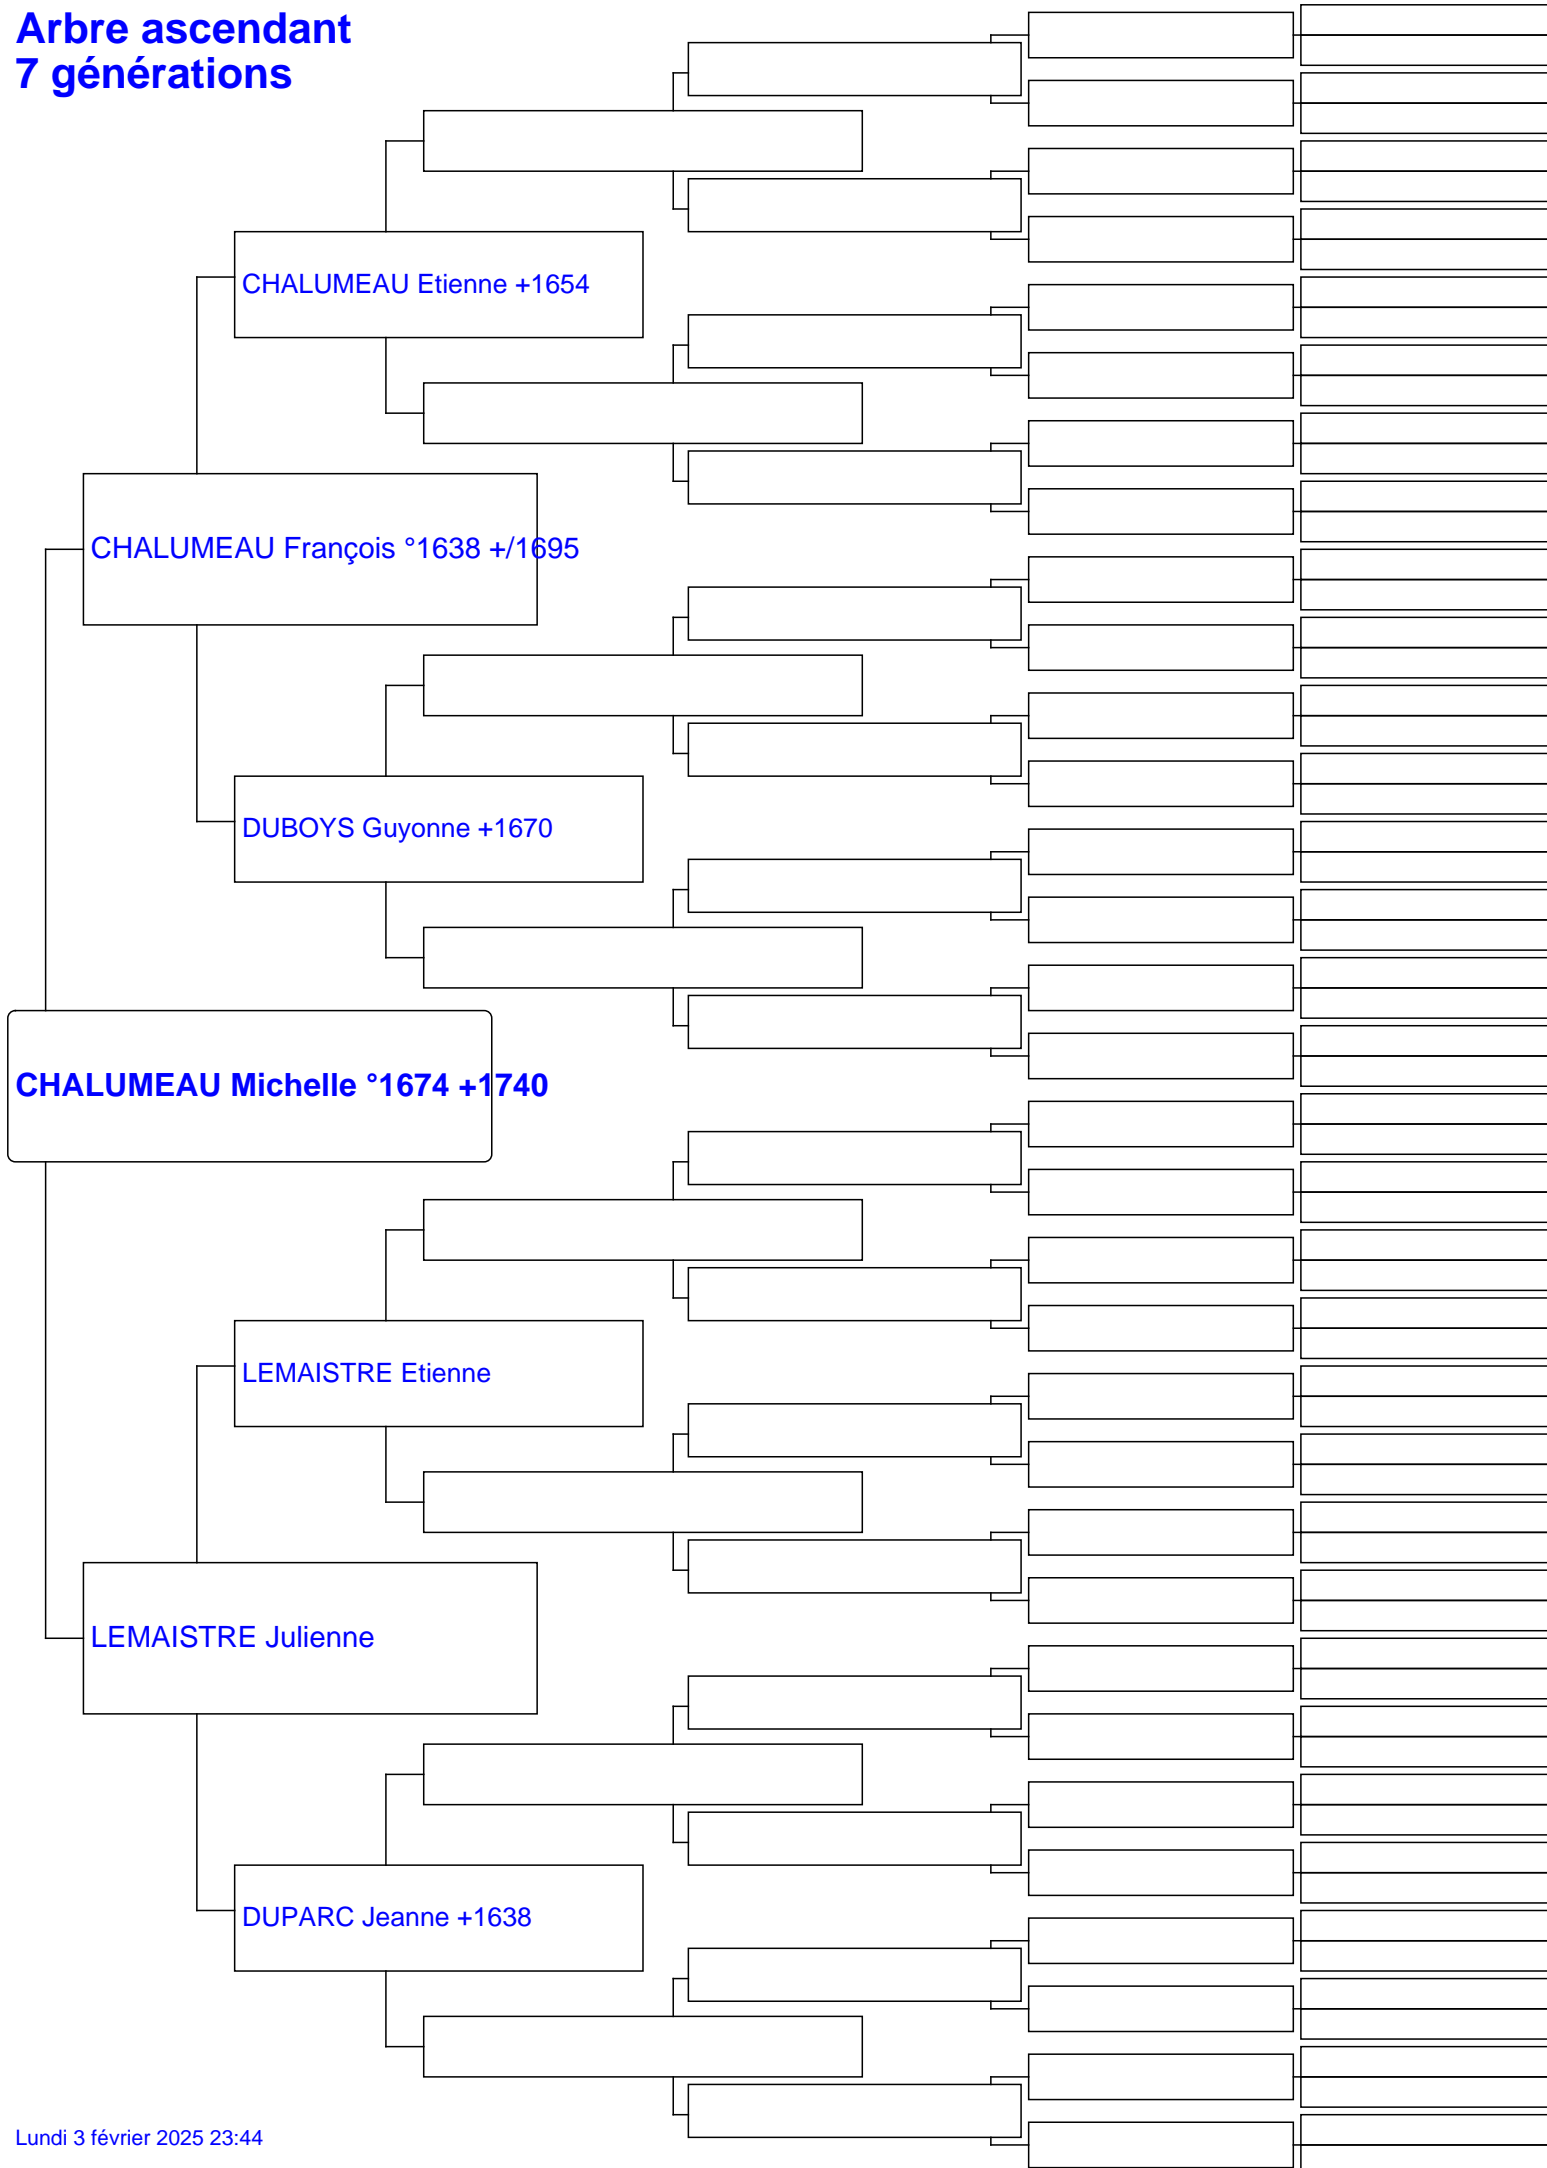 Arbre ascendant
7 générations
CHALUMEAU Etienne +1654
CHALUMEAU François °1638 +/1695
DUBOYS Guyonne +1670
CHALUMEAU Michelle °1674 +1740
LEMAISTRE Etienne
LEMAISTRE Julienne
DUPARC Jeanne +1638
Lundi 3 février 2025 23:44